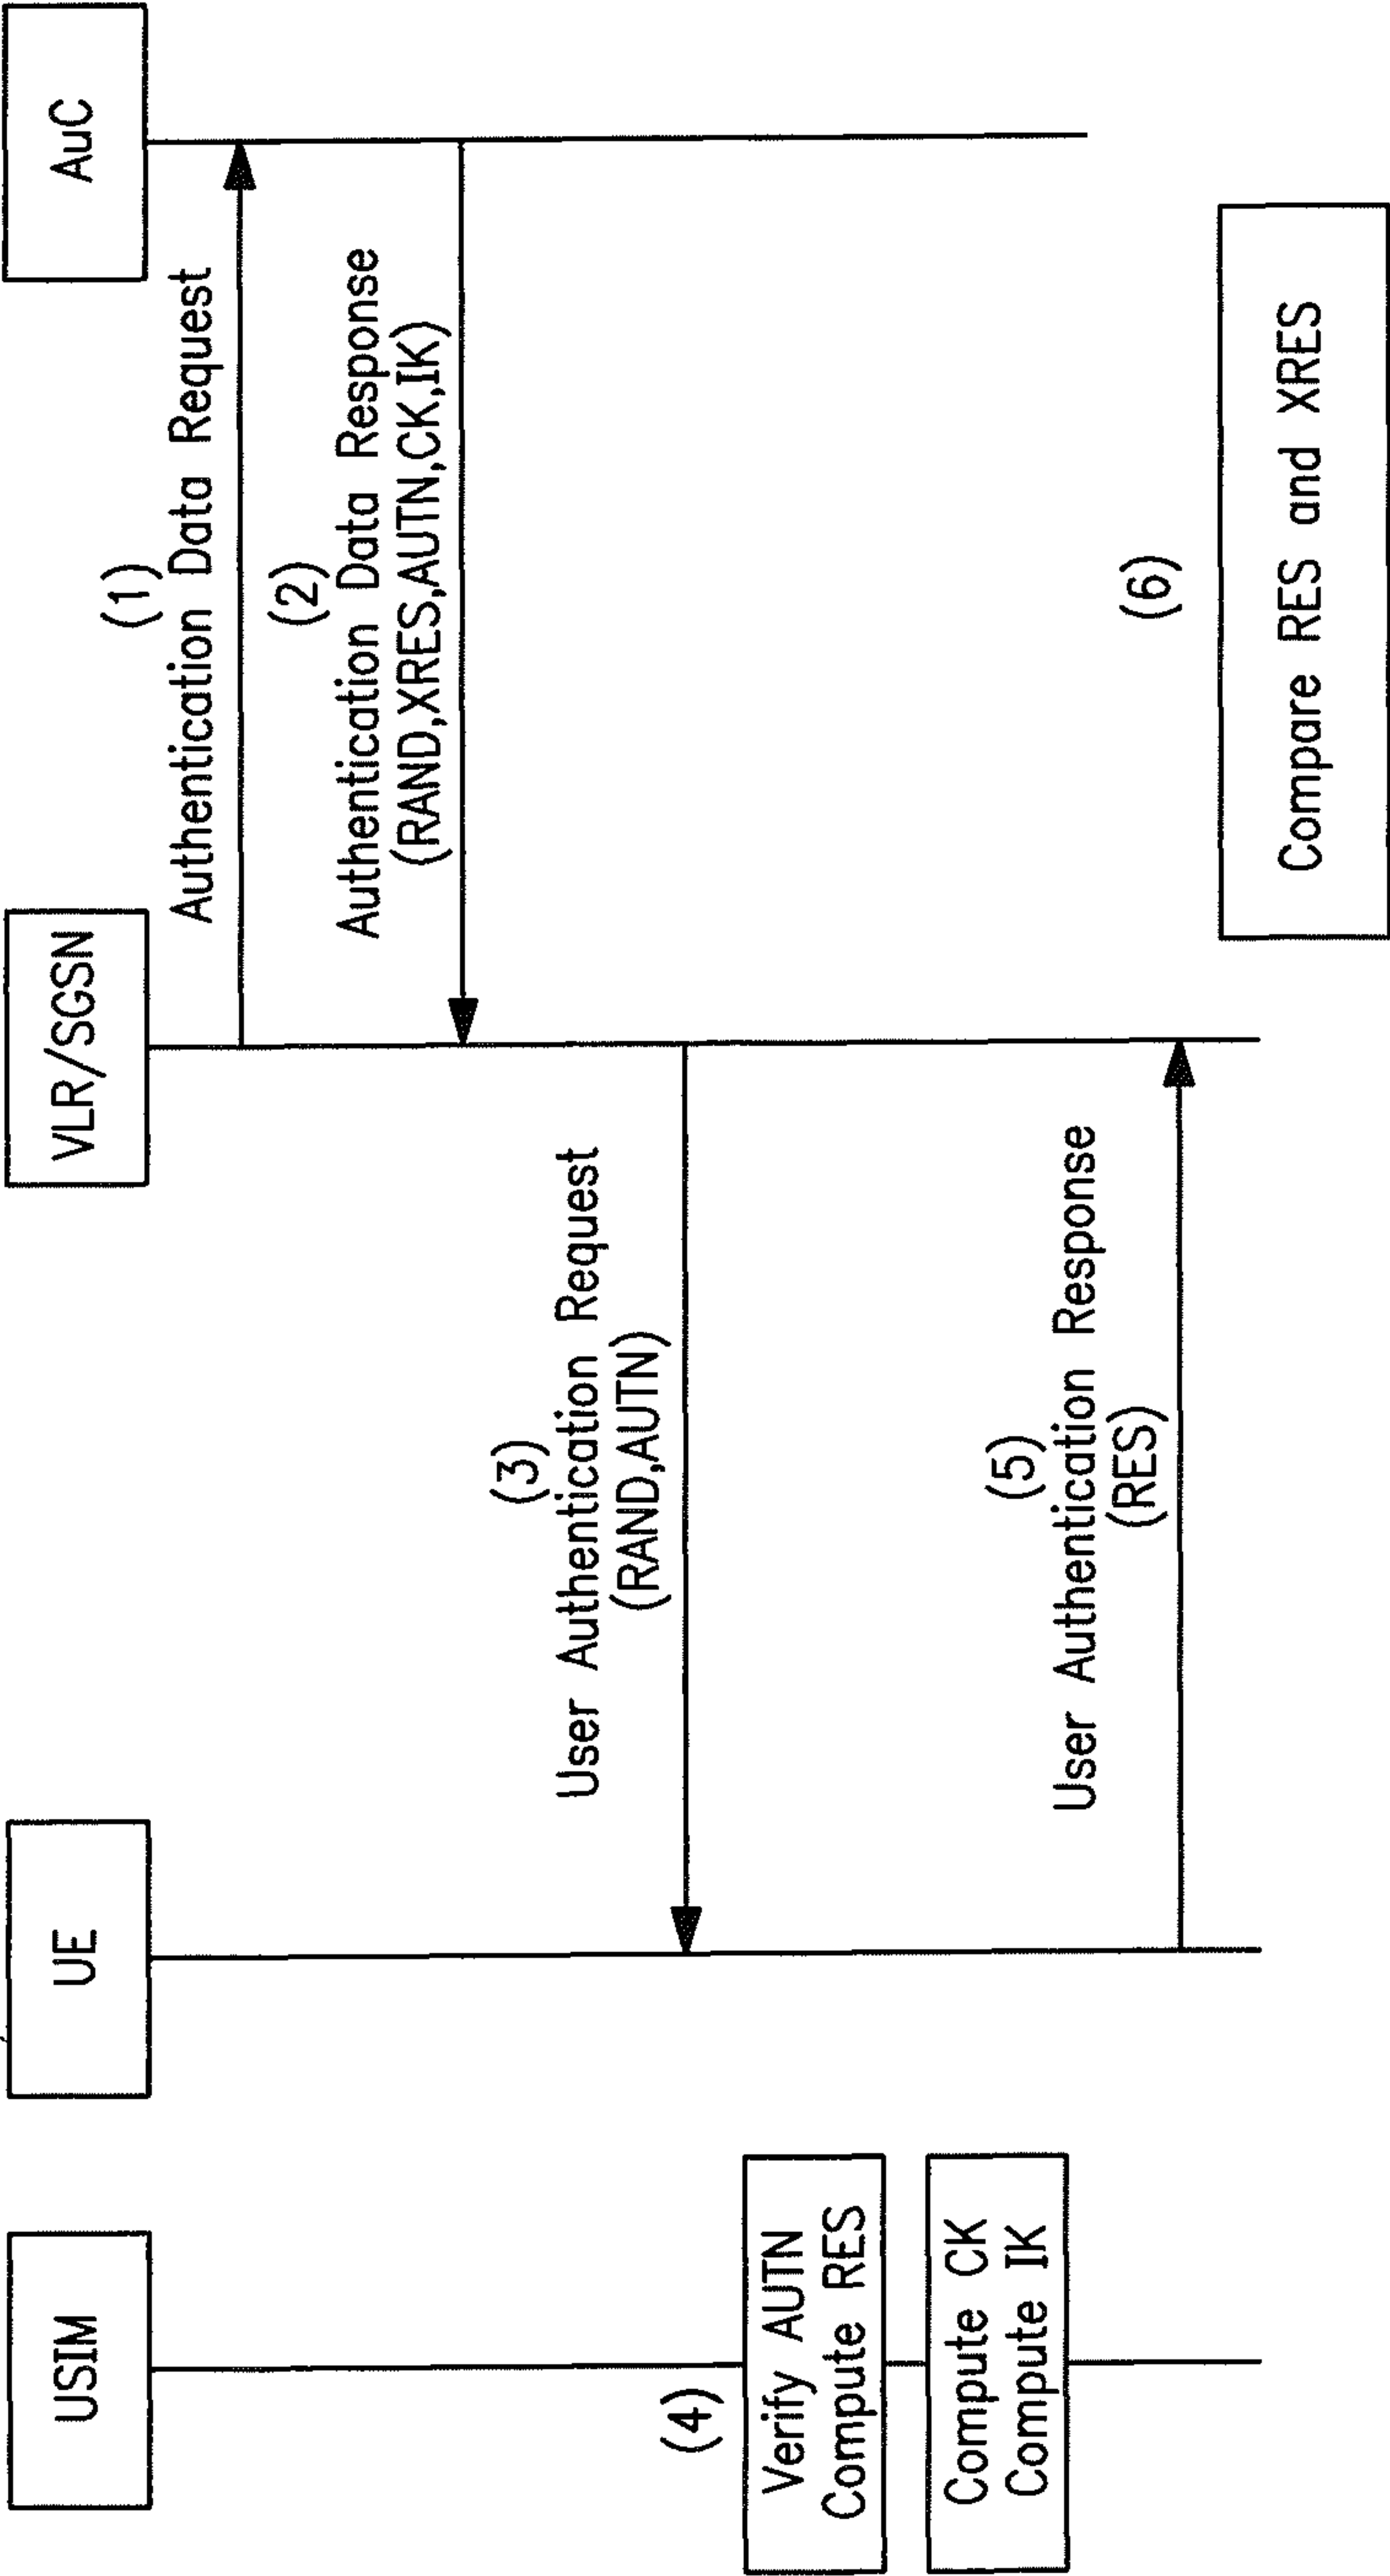 USIM
UE
VLR/SGSN
AuC
(1)
Authentication Data Request
(2)
Authentication Data Response
(RAND,XRES,AUTN,CK,IK)
(3)
User Authentication Request
(RAND,AUTN)
(4)
Verify AUTN
Compute RES
Compute CK
Compute IK
(5)
User Authentication Response
(RES)
(6)
Compare RES and XRES